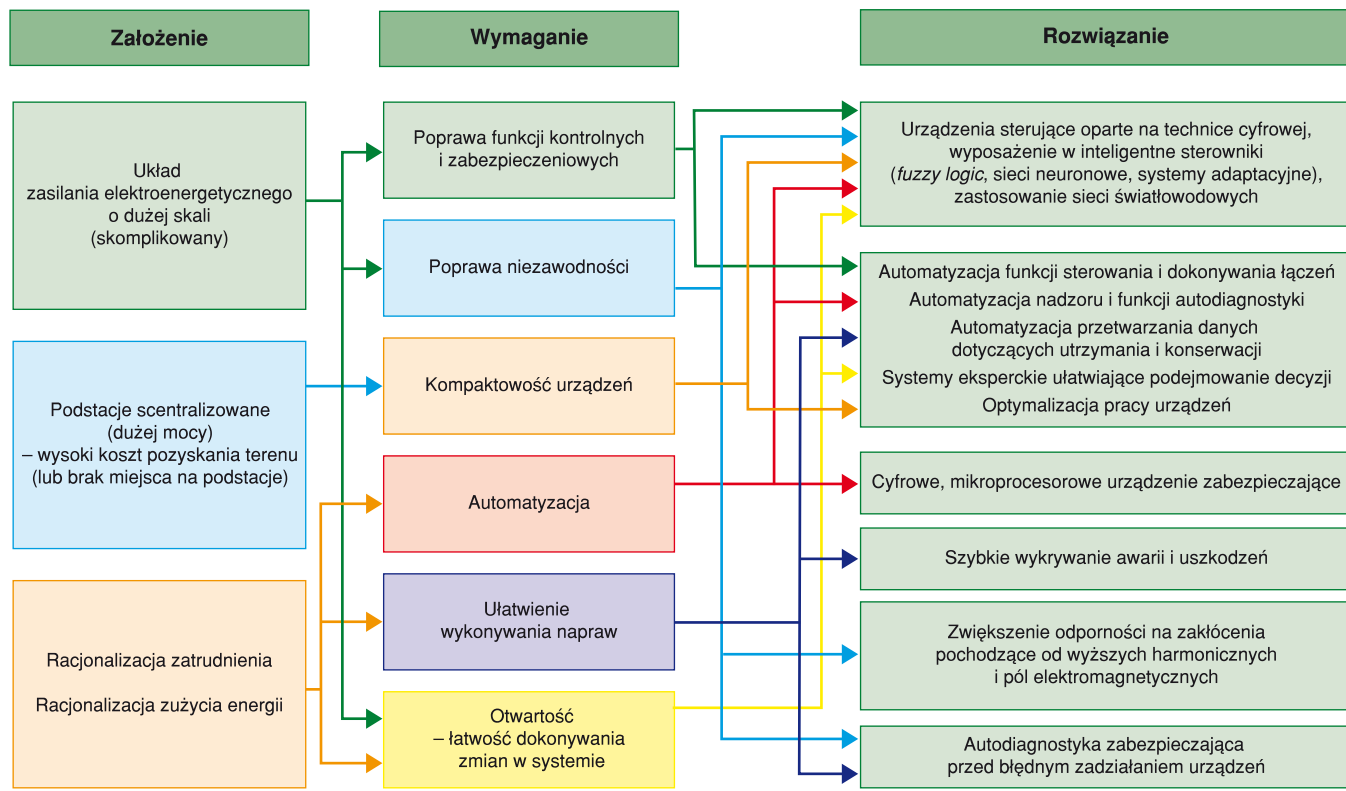 Założenie
Wymaganie
Rozwiązanie
Układ
zasilania elektroenergetycznego
o dużej skali
(skomplikowany)
Podstacje scentralizowane
(dużej mocy)
– wysoki koszt pozyskania terenu
(lub brak miejsca na podstacje)
Racjonalizacja zatrudnienia
Racjonalizacja zużycia energii
Poprawa funkcji kontrolnych
i zabezpieczeniowych
Poprawa niezawodności
Kompaktowość urządzeń
Automatyzacja
Ułatwienie
wykonywania napraw
Otwartość
– łatwość dokonywania
zmian w systemie
Urządzenia sterujące oparte na technice cyfrowej,
wyposażenie w inteligentne sterowniki
(fuzzy logic, sieci neuronowe, systemy adaptacyjne),
zastosowanie sieci światłowodowych
Automatyzacja funkcji sterowania i dokonywania łączeń
Automatyzacja nadzoru i funkcji autodiagnostyki
Automatyzacja przetwarzania danych
dotyczących utrzymania i konserwacji
Systemy eksperckie ułatwiające podejmowanie decyzji
Optymalizacja pracy urządzeń
Cyfrowe, mikroprocesorowe urządzenie zabezpieczające
Szybkie wykrywanie awarii i uszkodzeń
Zwiększenie odporności na zakłócenia
pochodzące od wyższych harmonicznych
i pól elektromagnetycznych
Autodiagnostyka zabezpieczająca
przed błędnym zadziałaniem urządzeń